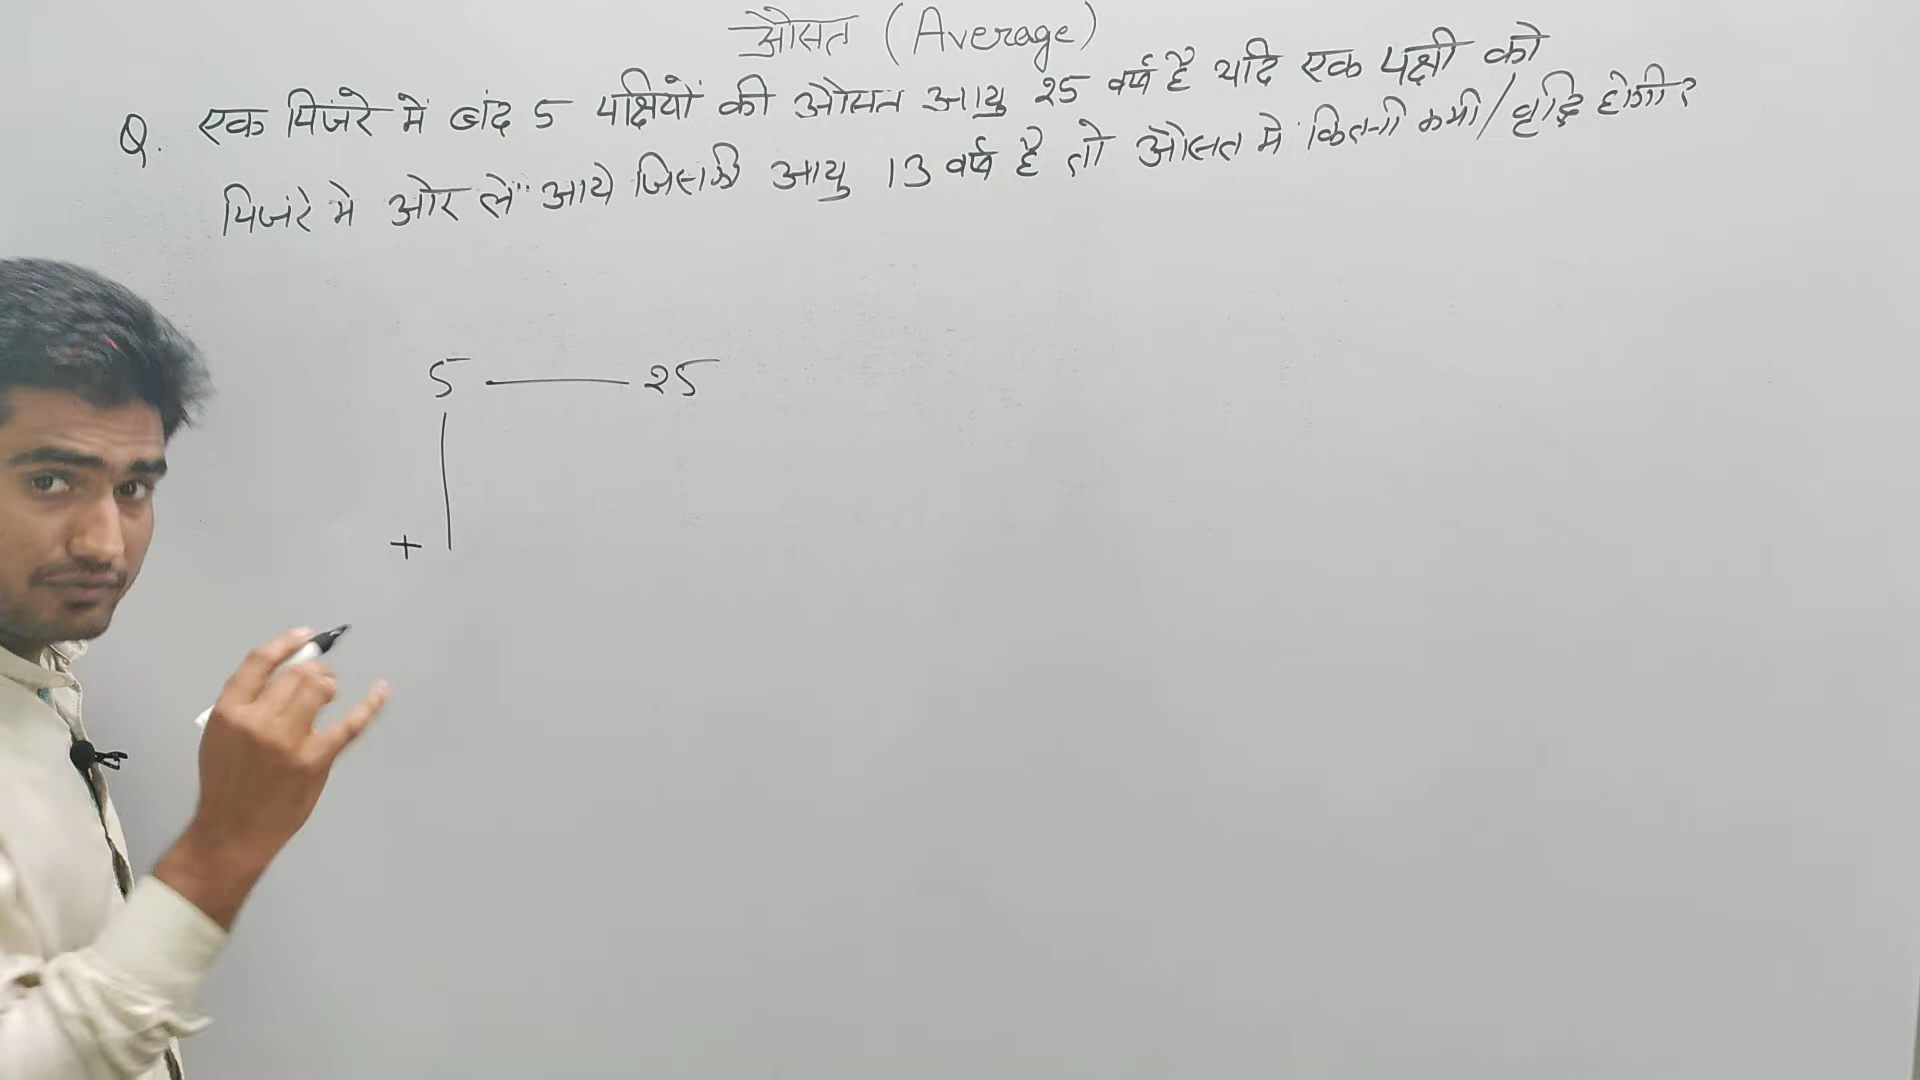 औसत (Average)
Q. एक पिंजरे में बंद 5 पक्षियों की औसत आयु 25 वर्ष है यदि एक पक्षी को
पिजंरे मे ओर ले आये जिसकी आयु 13 वर्ष है तो औसत मे कितनी कमी/वृद्धि होगी?
5 — 25
+